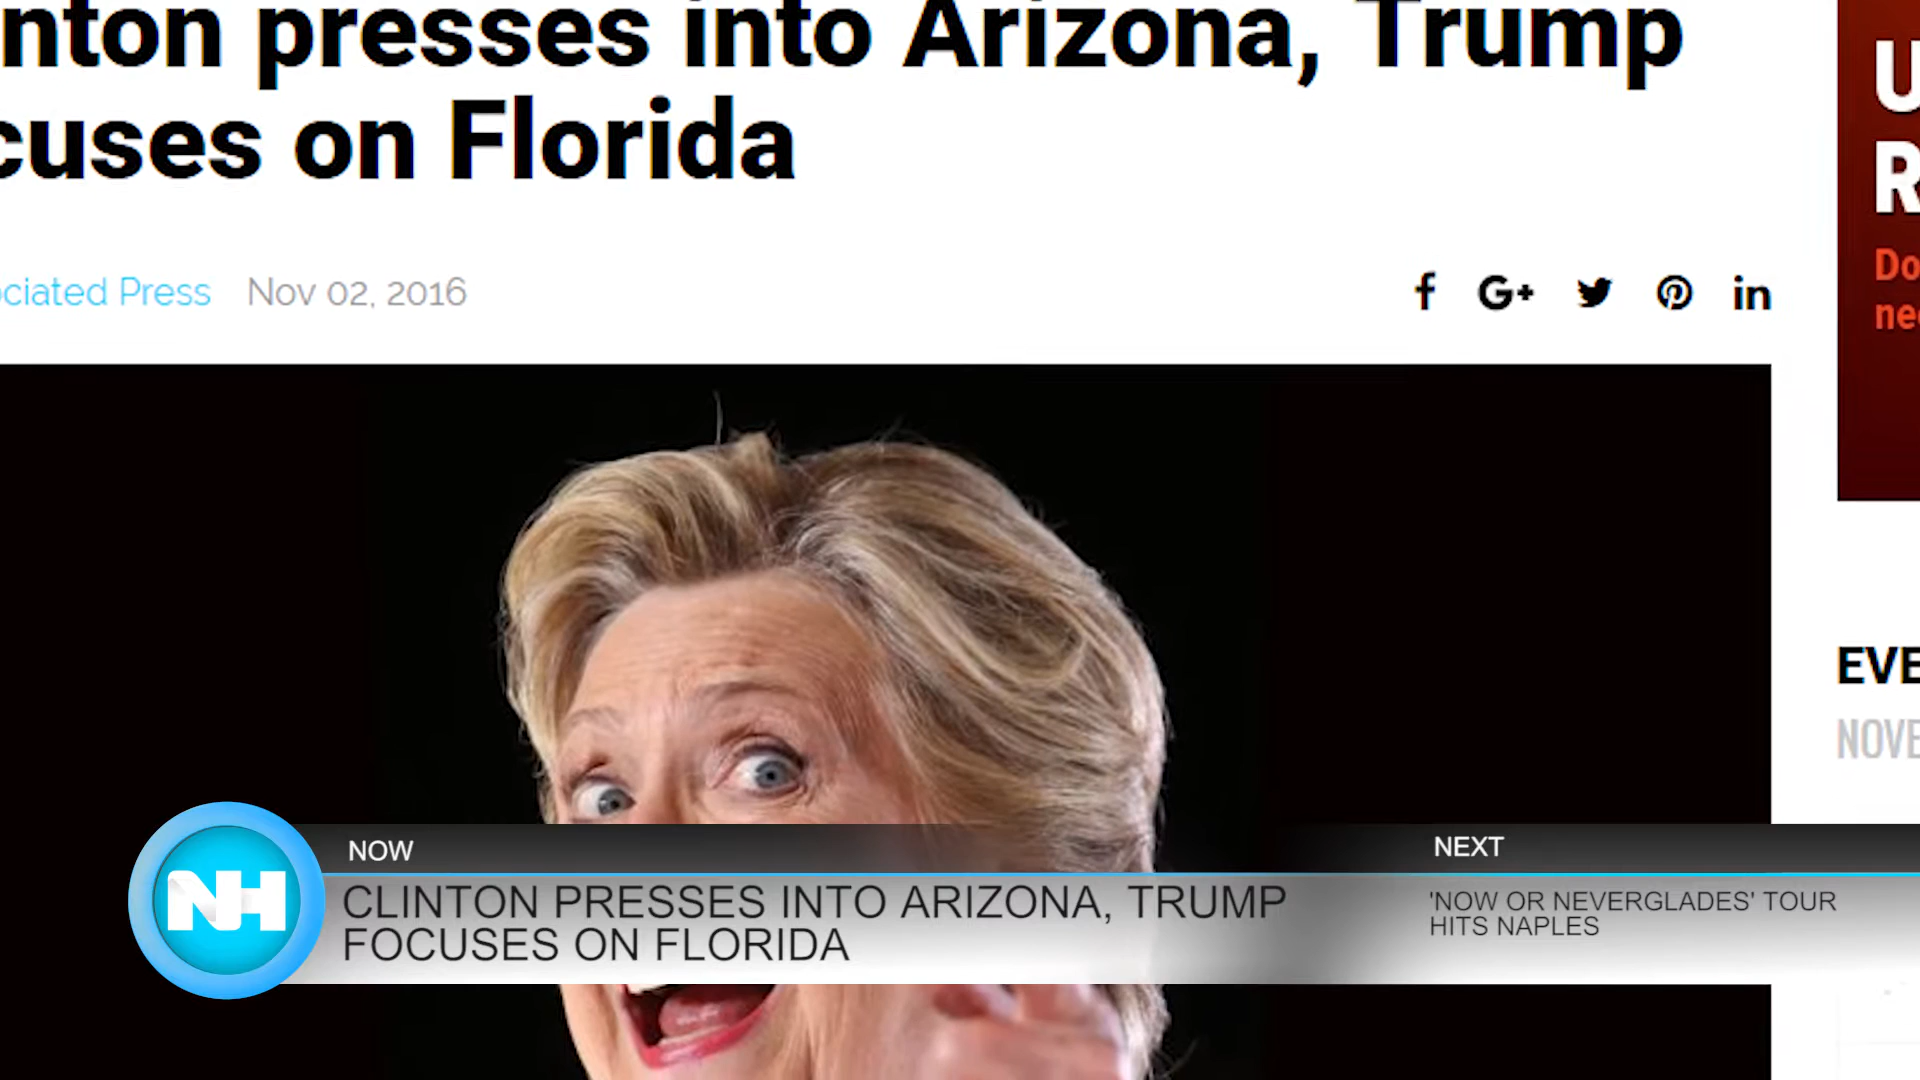 nton presses into Arizona, Trump
cuses on Florida
ciated Press Nov 02, 2016
f G+ in
U
R
Do
ne
EVE
NOVE
NOW
NEXT
NH
CLINTON PRESSES INTO ARIZONA, TRUMP
FOCUSES ON FLORIDA
'NOW OR NEVERGLADES' TOUR
HITS NAPLES